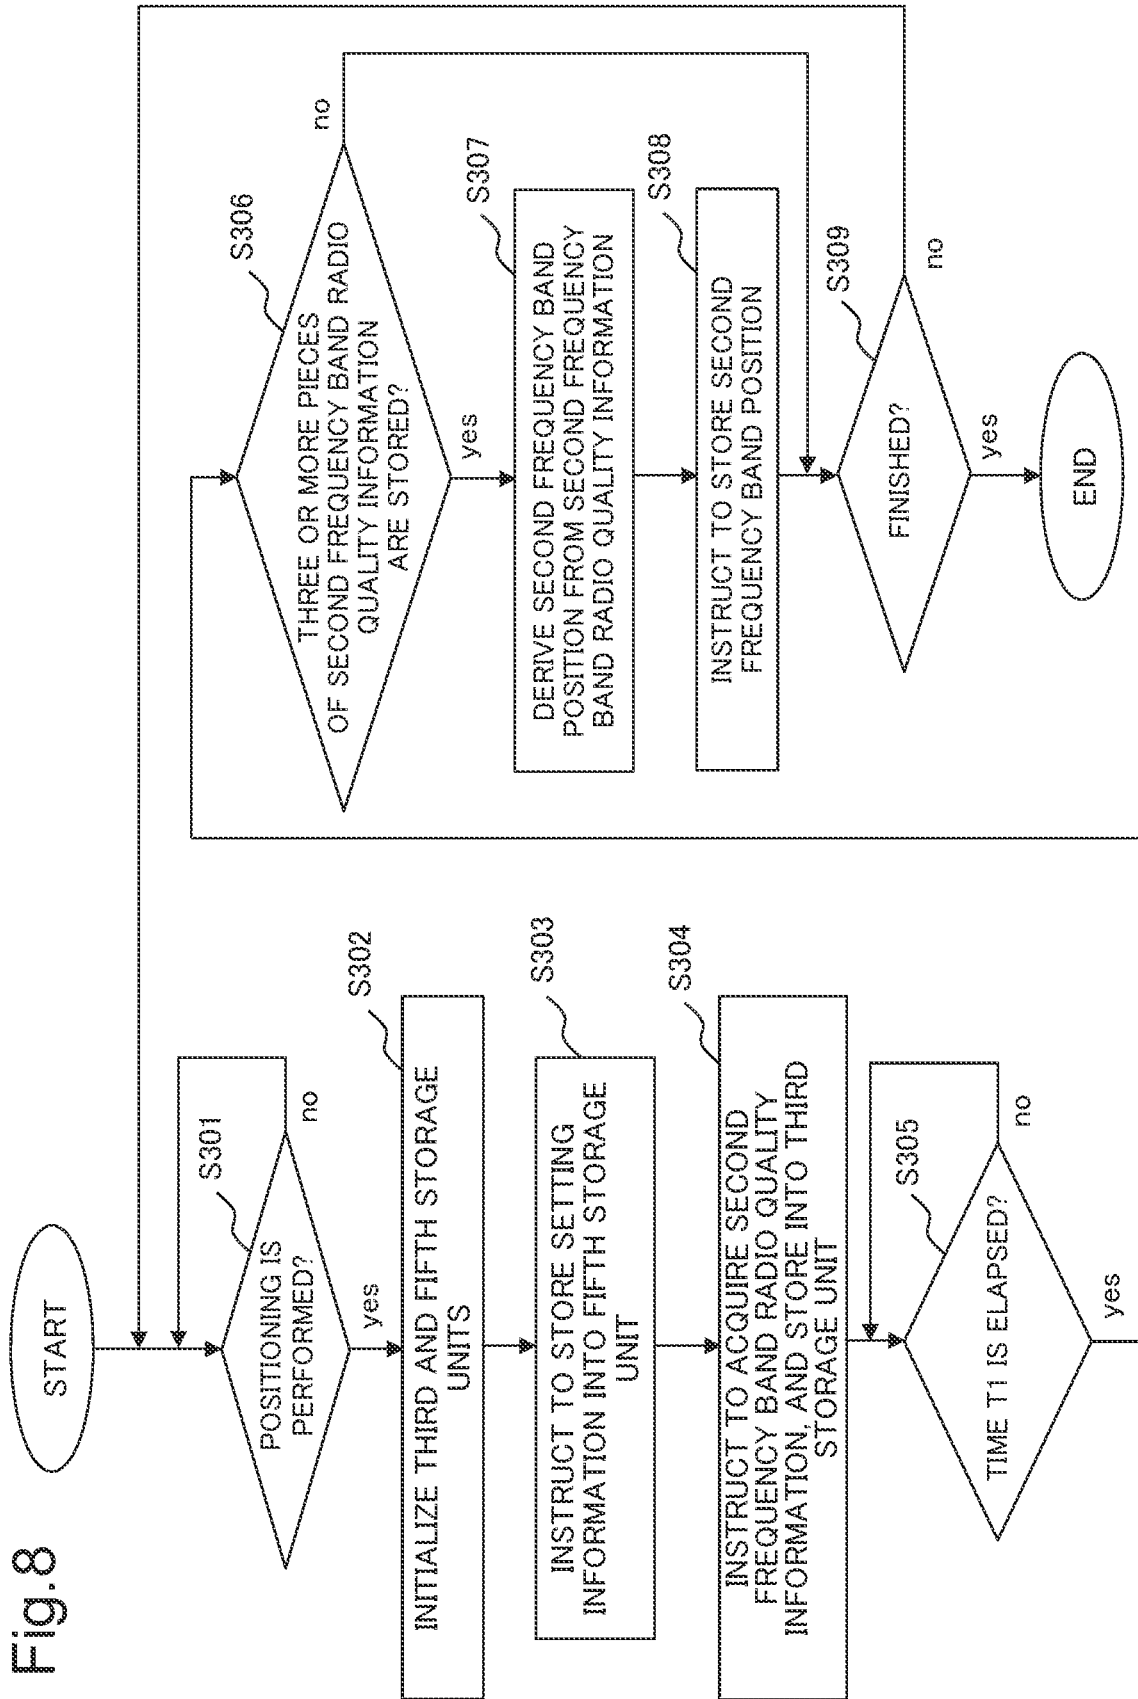 Fig.8
START
S301
POSITIONING IS
PERFORMED?
no
yes
S302
INITIALIZE THIRD AND FIFTH STORAGE
UNITS
S303
INSTRUCT TO STORE SETTING
INFORMATION INTO FIFTH STORAGE
UNIT
S304
INSTRUCT TO ACQUIRE SECOND
FREQUENCY BAND RADIO QUALITY
INFORMATION, AND STORE INTO THIRD
STORAGE UNIT
S305
TIME T1 IS ELAPSED?
no
yes
S306
THREE OR MORE PIECES
OF SECOND FREQUENCY BAND RADIO
QUALITY INFORMATION
ARE STORED?
no
yes
S307
DERIVE SECOND FREQUENCY BAND
POSITION FROM SECOND FREQUENCY
BAND RADIO QUALITY INFORMATION
S308
INSTRUCT TO STORE SECOND
FREQUENCY BAND POSITION
S309
FINISHED?
no
yes
END